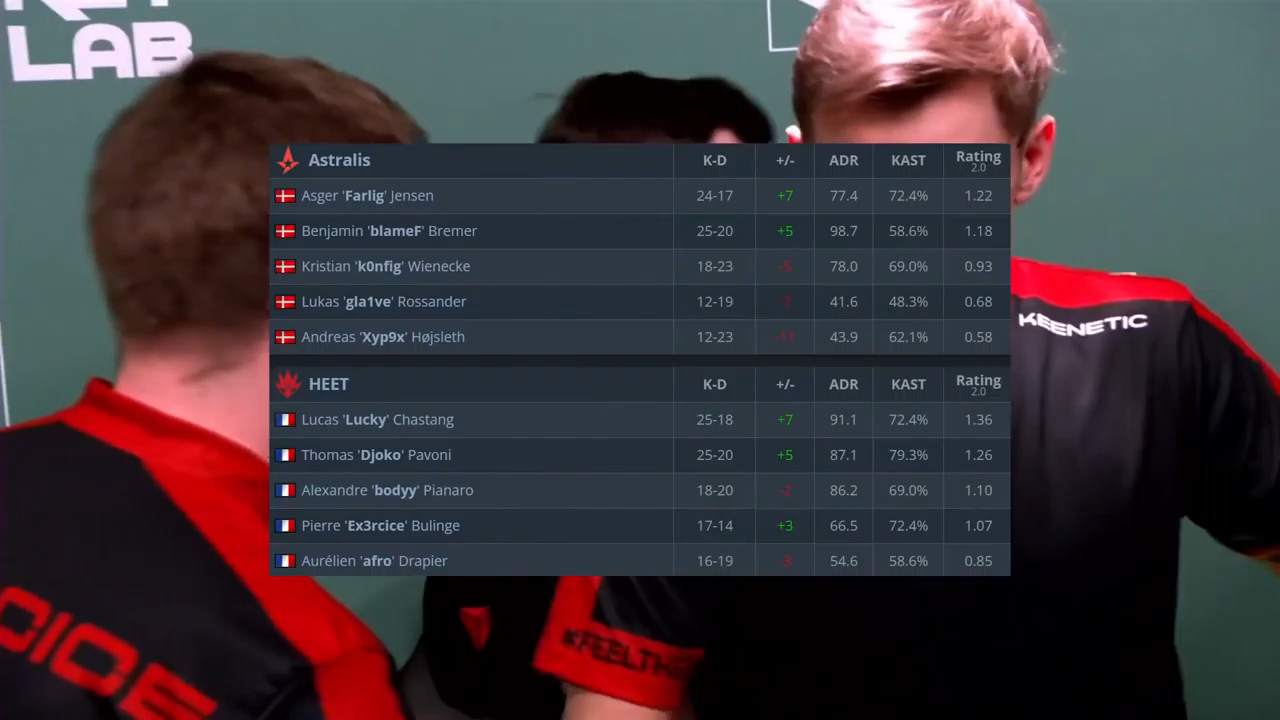 LAB
Astralis K-D +/- ADR KAST Rating 2.0
Asger 'Farlig' Jensen 24-17 +7 77.4 72.4% 1.22
Benjamin 'blameF' Bremer 25-20 +5 98.7 58.6% 1.18
Kristian 'k0nfig' Wienecke 18-23 -5 78.0 69.0% 0.93
Lukas 'gla1ve' Rossander 12-19 -7 41.6 48.3% 0.68
Andreas 'Xyp9x' Højsleth 12-23 -11 43.9 62.1% 0.58
KEENETIC
HEET K-D +/- ADR KAST Rating 2.0
Lucas 'Lucky' Chastang 25-18 +7 91.1 72.4% 1.36
Thomas 'Djoko' Pavoni 25-20 +5 87.1 79.3% 1.26
Alexandre 'bodyy' Pianaro 18-20 -2 86.2 69.0% 1.10
Pierre 'Ex3rcice' Bulinge 17-14 +3 66.5 72.4% 1.07
Aurélien 'afro' Drapier 16-19 -3 54.6 58.6% 0.85
#FEELTHE